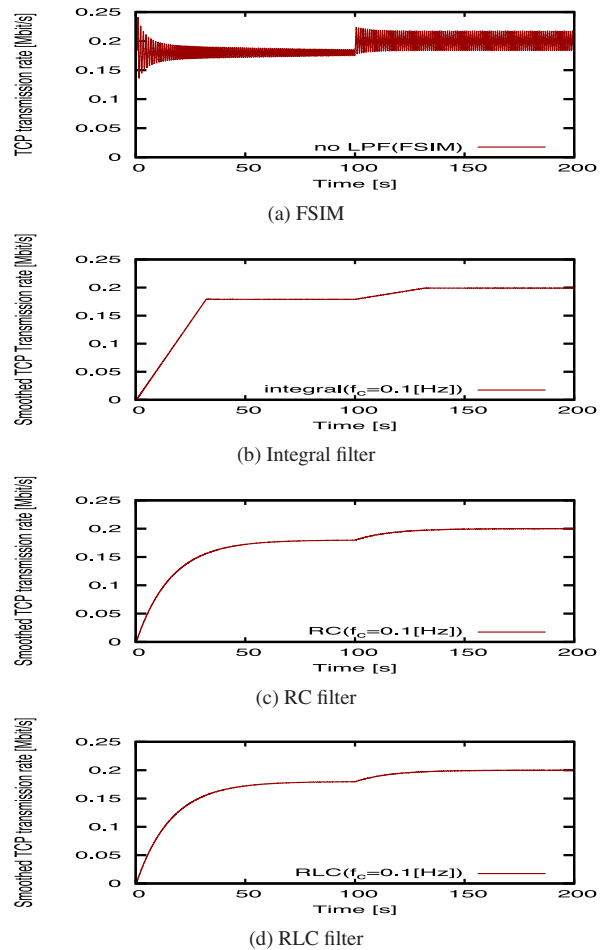 TCP transmission rate [Mbit/s]
0.25
0.2
0.15
0.1
0.05
0
no LPF(FSIM)
0
50
100
150
200
Time [s]
(a) FSIM
Smoothed TCP Transmission rate [Mbit/s]
0.25
0.2
0.15
0.1
0.05
0
integral(f_c=0.1[Hz])
0
50
100
150
200
Time [s]
(b) Integral filter
Smoothed TCP transmission rate [Mbit/s]
0.25
0.2
0.15
0.1
0.05
0
RC(f_c=0.1[Hz])
0
50
100
150
200
Time [s]
(c) RC filter
Smoothed TCP transmission rate [Mbit/s]
0.25
0.2
0.15
0.1
0.05
0
RLC(f_c=0.1[Hz])
0
50
100
150
200
Time [s]
(d) RLC filter